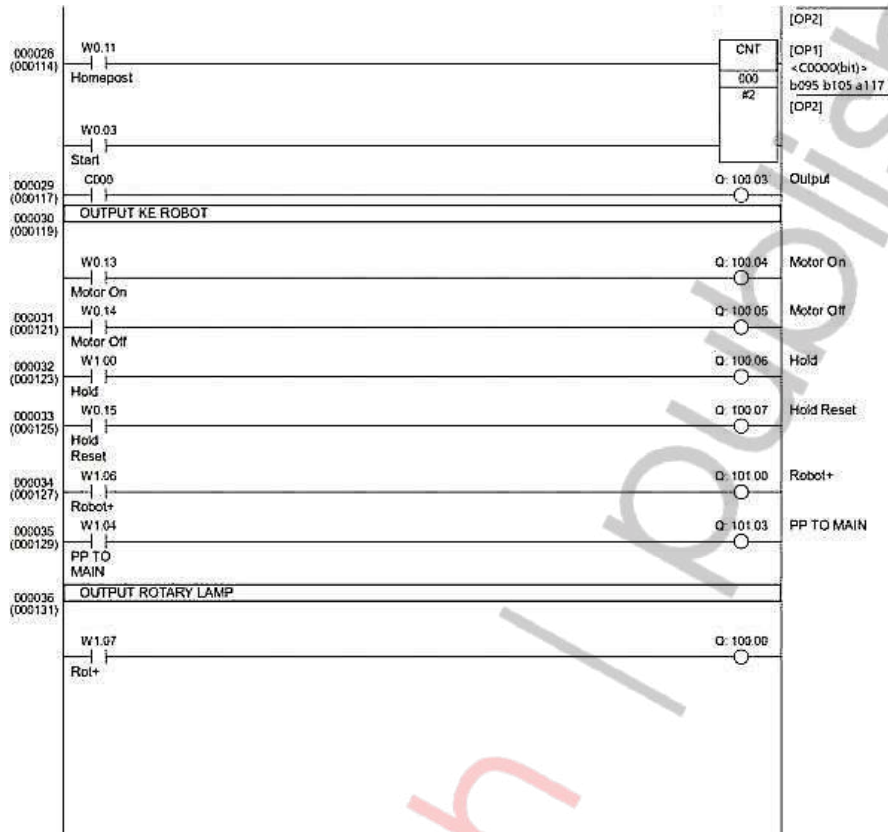 [OP2]
000028 W0.11 CNT [OP1]
(000114) Homepost 000 <C0000(bit)>
#2 b095 b105 a117
[OP2]
W0.03
Start
000029 C000 Q: 100.03 Output
(000117)
000030 OUTPUT KE ROBOT
(000119)
W0.13 Q: 100.04 Motor On
Motor On
000031 W0.14 Q: 100.05 Motor Off
(000121)
Motor Off
000032 W1.00 Q: 100.06 Hold
(000123)
Hold
000033 W0.15 Q: 100.07 Hold Reset
(000125)
Hold
Reset
000034 W1.06 Q: 101.00 Robot+
(000127)
Robot+
000035 W1.04 Q: 101.03 PP TO MAIN
(000129)
PP TO
MAIN
000036 OUTPUT ROTARY LAMP
(000131)
W1.07 Q: 100.00
Rot+
h | publish